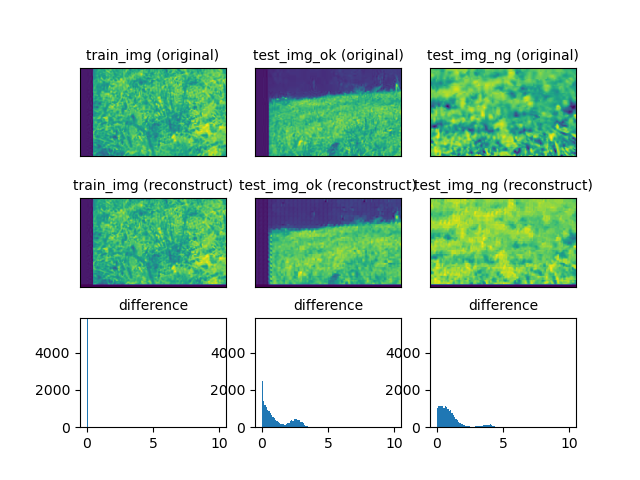 train_img (original) test_img_ok (original) test_img_ng (original)
train_img (reconstruct) test_img_ok (reconstruct) test_img_ng (reconstruct)
difference difference difference
4000 4000 4000
2000 2000 2000
0 0 0
0 5 10 0 5 10 0 5 10